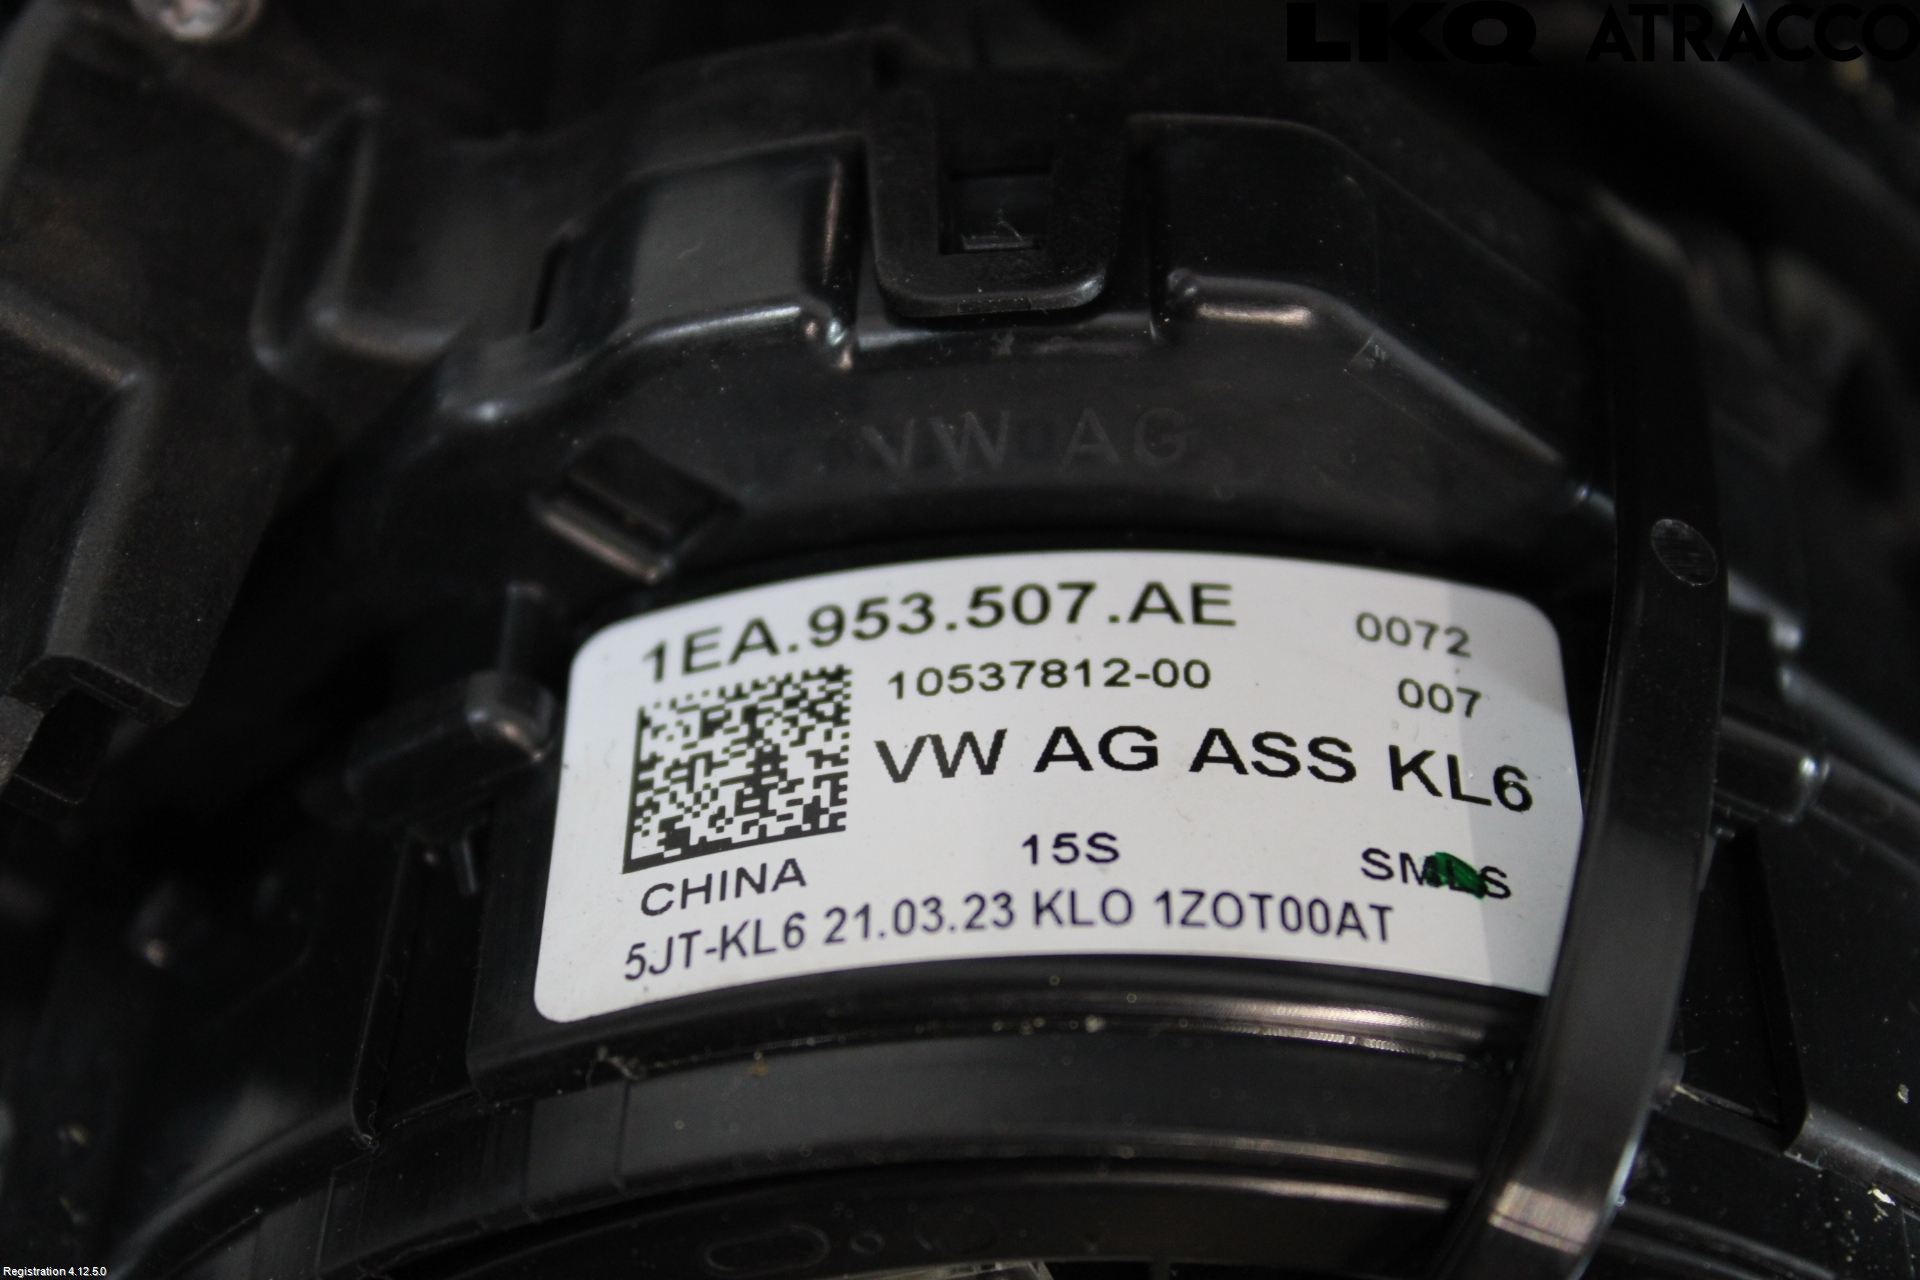 LKQ ATRACCO
VW AG
1EA.953.507.AE 0072
10537812-00 007
VW AG ASS KL6
15S SMLS
CHINA
5JT-KL6 21.03.23 KLO 1ZOT00AT
Registration 4.12.5.0